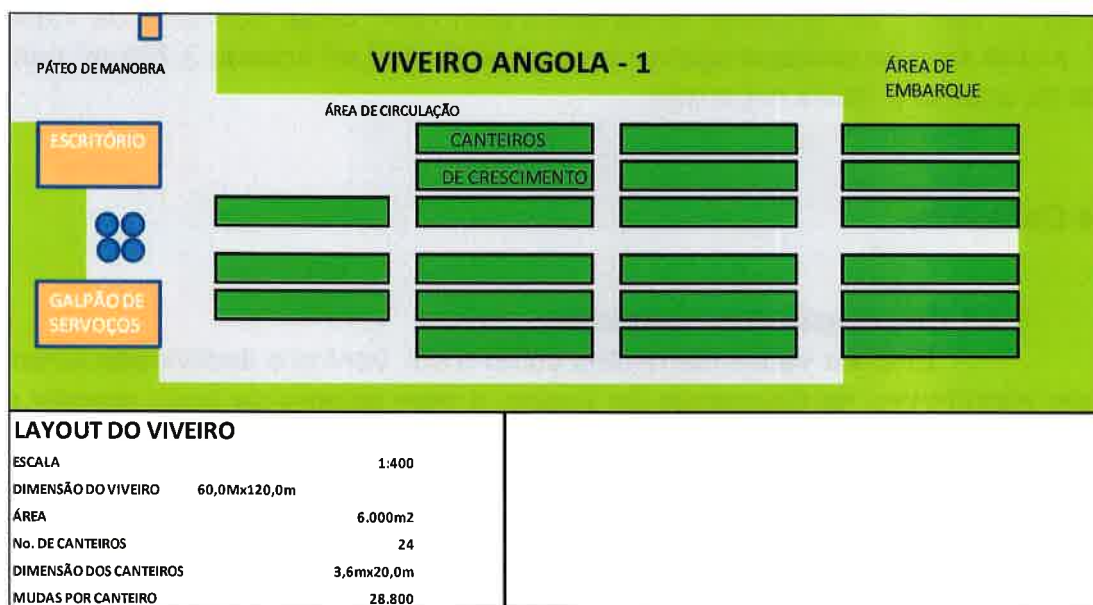 PÁTEO DE MANOBRA
VIVEIRO ANGOLA - 1
ÁREA DE
EMBARQUE
ÁREA DE CIRCULAÇÃO
ESCRITÓRIO
CANTEIROS
DE CRESCIMENTO
GALPÃO DE
SERVOÇOS
LAYOUT DO VIVEIRO
ESCALA 1:400
DIMENSÃO DO VIVEIRO 60,0Mx120,0m
ÁREA 6.000m2
No. DE CANTEIROS 24
DIMENSÃO DOS CANTEIROS 3,6mx20,0m
MUDAS POR CANTEIRO 28.800